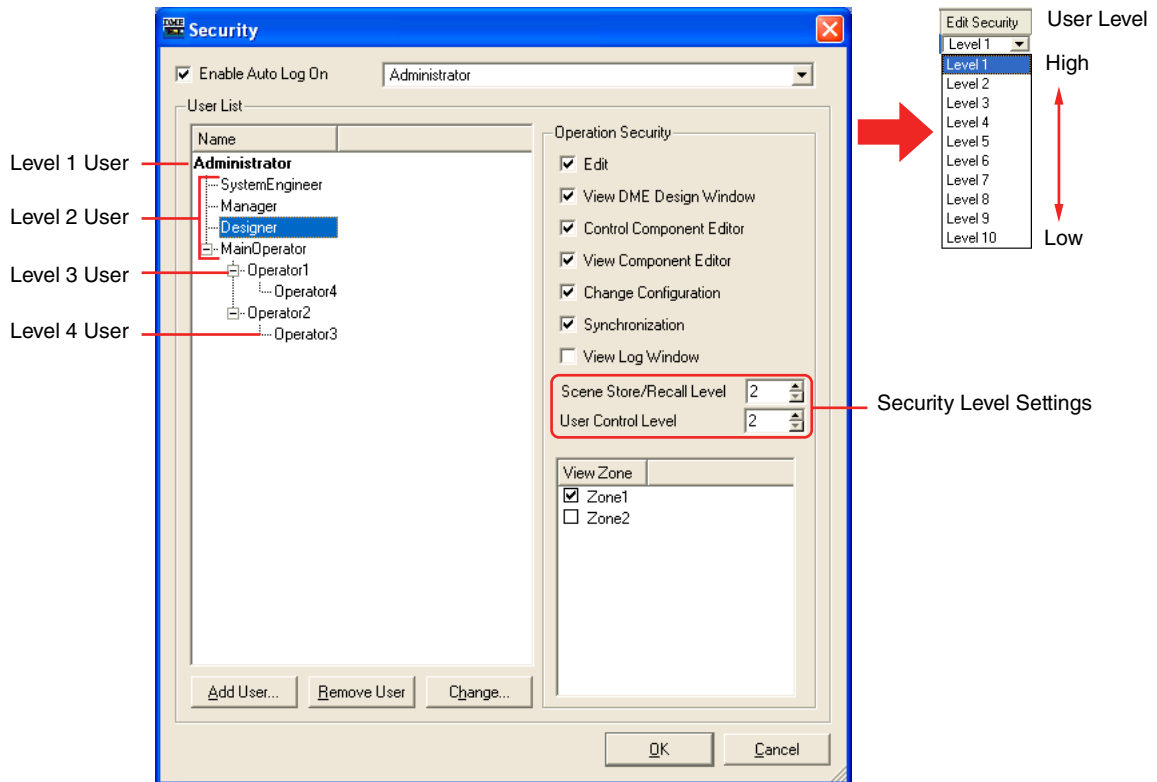 DME
Security
Enable Auto Log On
Administrator
User List
Name
Administrator
SystemEngineer
Manager
Designer
MainOperator
Operator1
Operator4
Operator2
Operator3
Level 1 User
Level 2 User
Level 3 User
Level 4 User
Operation Security
Edit
View DME Design Window
Control Component Editor
View Component Editor
Change Configuration
Synchronization
View Log Window
Scene Store/Recall Level 2
User Control Level 2
Security Level Settings
View Zone
Zone1
Zone2
Add User...
Remove User
Change...
OK
Cancel
Edit Security
Level 1
Level 1
Level 2
Level 3
Level 4
Level 5
Level 6
Level 7
Level 8
Level 9
Level 10
User Level
High
Low